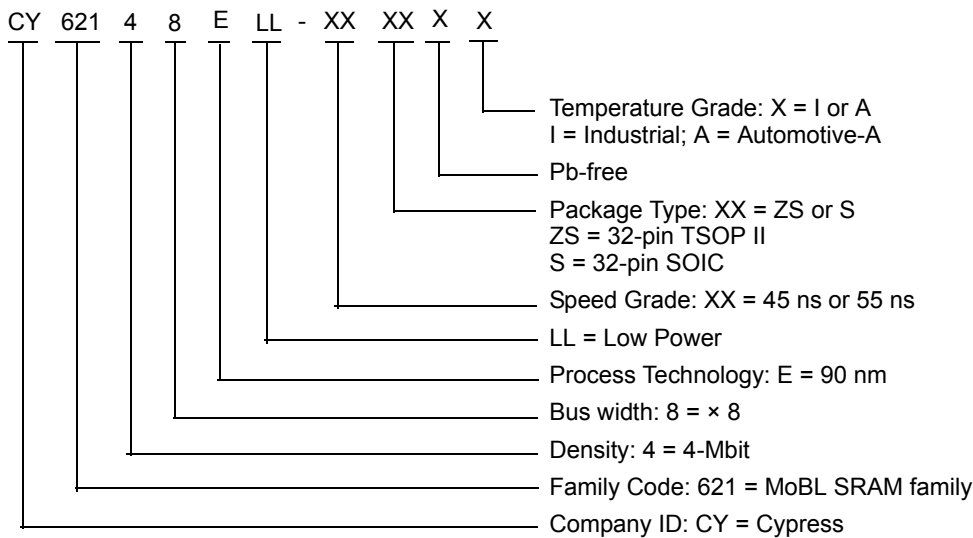 CY 621 4 8 E LL - XX XX X X
Temperature Grade: X = I or A
I = Industrial; A = Automotive-A
Pb-free
Package Type: XX = ZS or S
ZS = 32-pin TSOP II
S = 32-pin SOIC
Speed Grade: XX = 45 ns or 55 ns
LL = Low Power
Process Technology: E = 90 nm
Bus width: 8 = × 8
Density: 4 = 4-Mbit
Family Code: 621 = MoBL SRAM family
Company ID: CY = Cypress